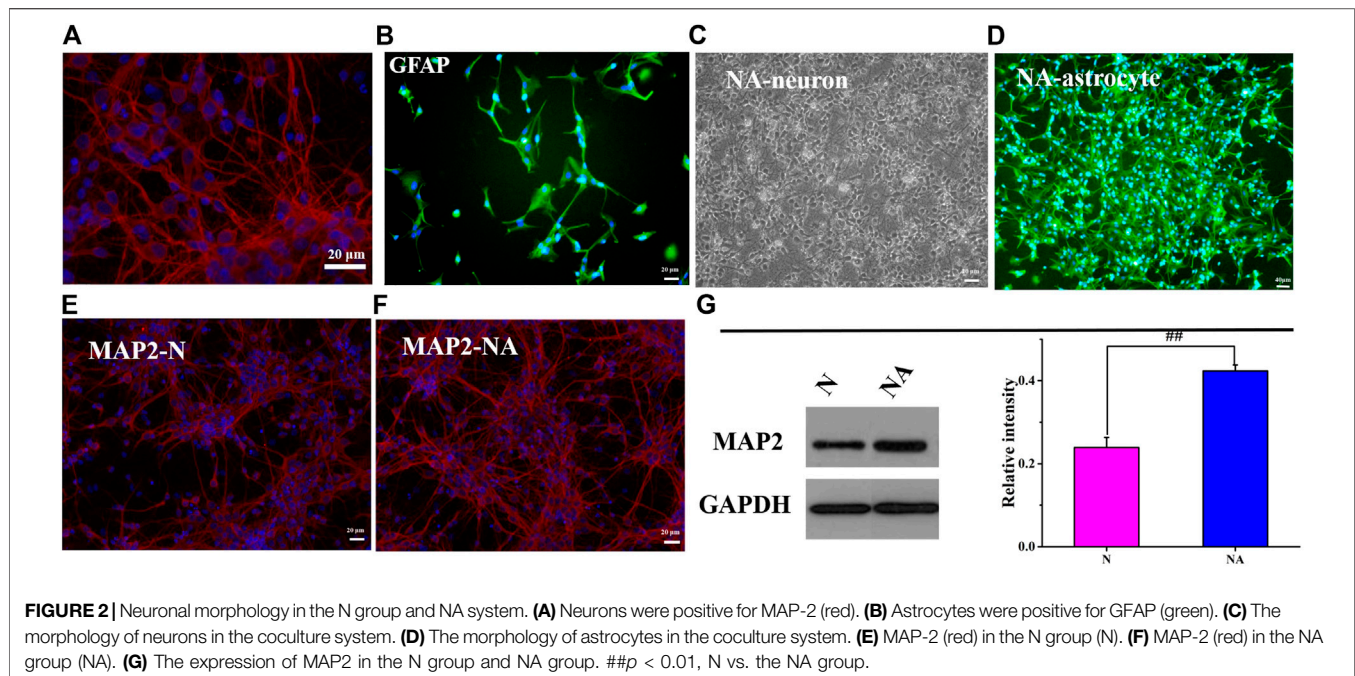 A
B
C
D
GFAP
NA-neuron
NA-astrocyte
20 μm
20 μm
40 μm
40μm
E
F
G
MAP2-N
MAP2-NA
20 μm
20 μm
N
NA
MAP2
GAPDH
##
Relative intensity
0.4
0.2
0.0
N
NA
FIGURE 2 | Neuronal morphology in the N group and NA system. (A) Neurons were positive for MAP-2 (red). (B) Astrocytes were positive for GFAP (green). (C) The
morphology of neurons in the coculture system. (D) The morphology of astrocytes in the coculture system. (E) MAP-2 (red) in the N group (N). (F) MAP-2 (red) in the NA
group (NA). (G) The expression of MAP2 in the N group and NA group. ##p < 0.01, N vs. the NA group.